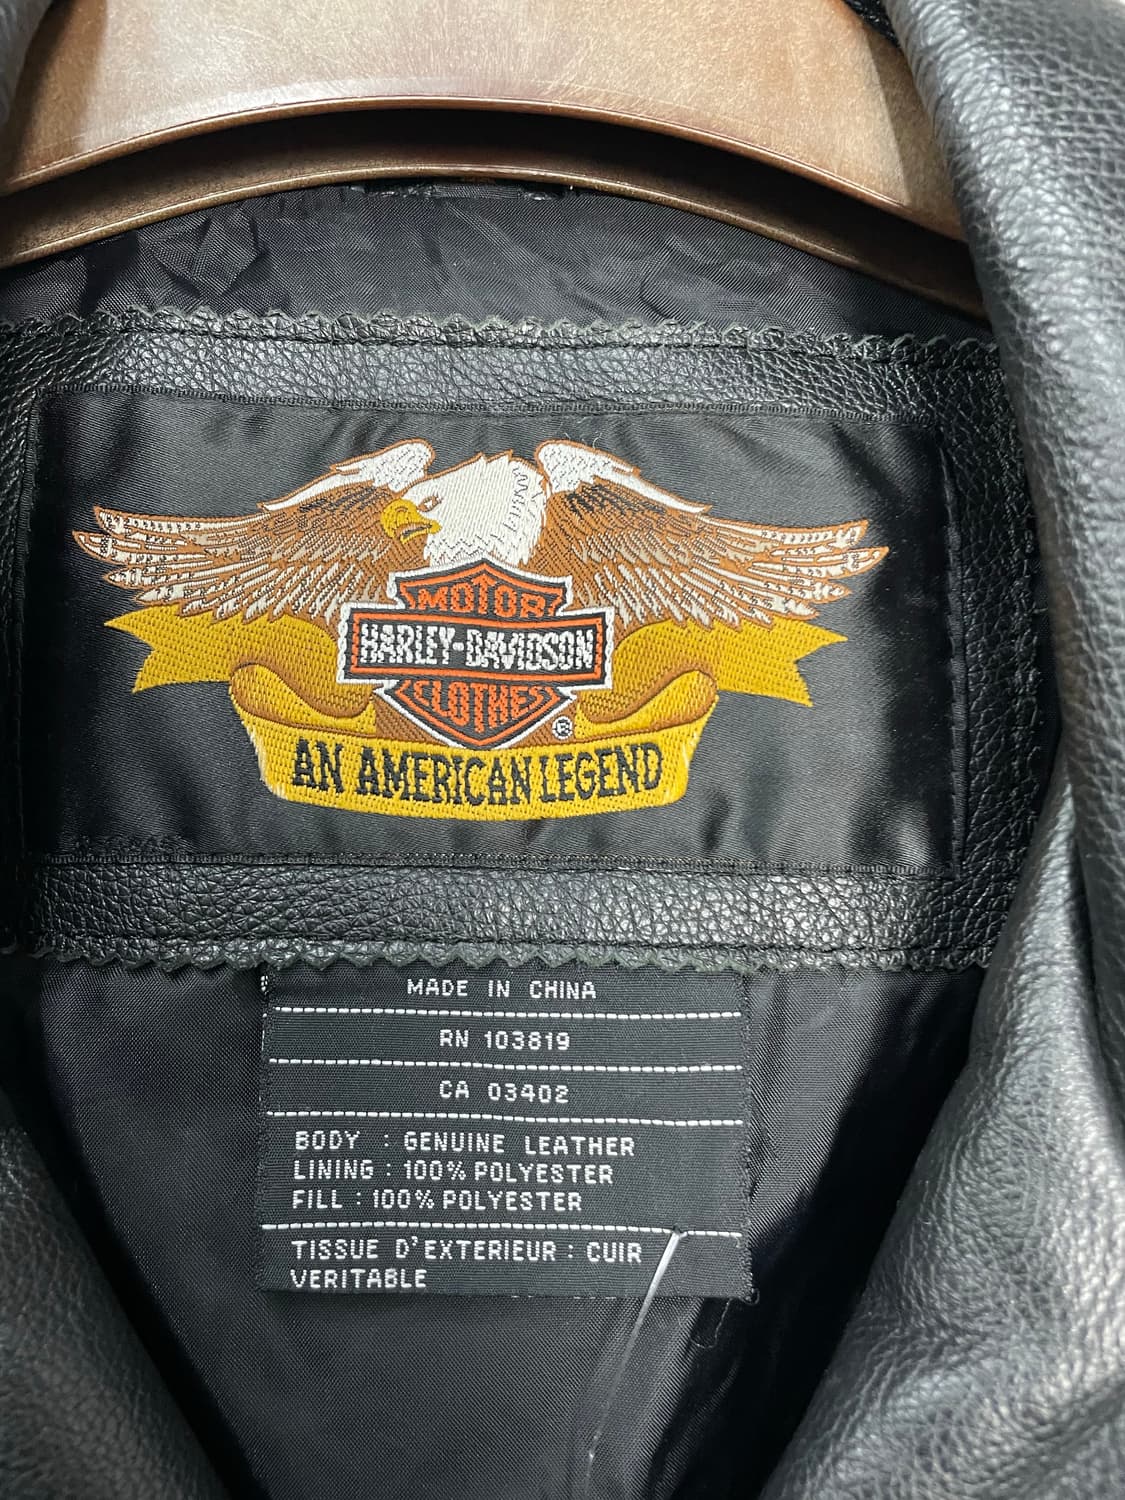 MOTOR
HARLEY-DAVIDSON
CLOTHES
®
AN AMERICAN LEGEND
MADE IN CHINA
RN 103819
CA 03402
BODY : GENUINE LEATHER
LINING : 100% POLYESTER
FILL : 100% POLYESTER
TISSUE D'EXTERIEUR : CUIR
VERITABLE